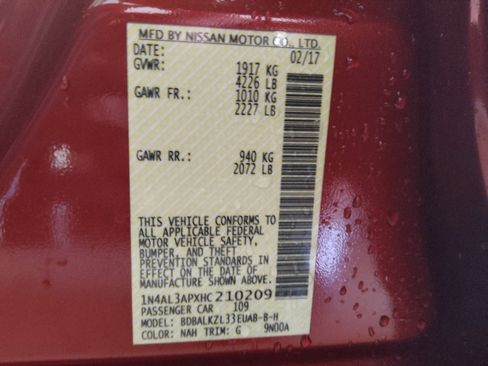 MFD BY NISSAN MOTOR CO., LTD.
DATE: 02/17
GVWR: 1917 KG
4226 LB
GAWR FR.: 1010 KG
2227 LB
GAWR RR.: 940 KG
2072 LB
THIS VEHICLE CONFORMS TO
ALL APPLICABLE FEDERAL
MOTOR VEHICLE SAFETY,
BUMPER, AND THEFT
PREVENTION STANDARDS IN
EFFECT ON THE DATE OF
MANUFACTURE SHOWN ABOVE.
1N4AL3APXHC210209
PASSENGER CAR 109
MODEL: BDBALKZL33EUAB-B-H
COLOR: NAH TRIM: G 9N00A